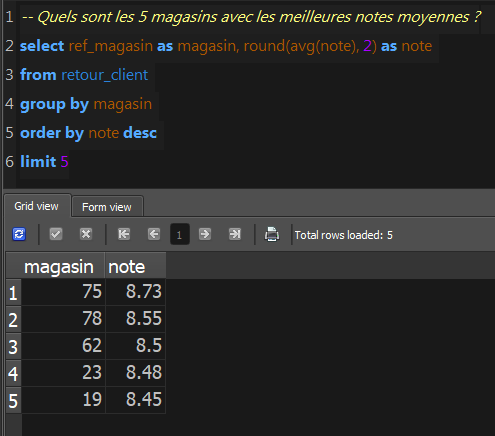 1 -- Quels sont les 5 magasins avec les meilleures notes moyennes ?
2 select ref_magasin as magasin, round(avg(note), 2) as note
3 from retour_client
4 group by magasin
5 order by note desc
6 limit 5
Grid view Form view
1 Total rows loaded: 5
magasin note
1 75 8.73
2 78 8.55
3 62 8.5
4 23 8.48
5 19 8.45